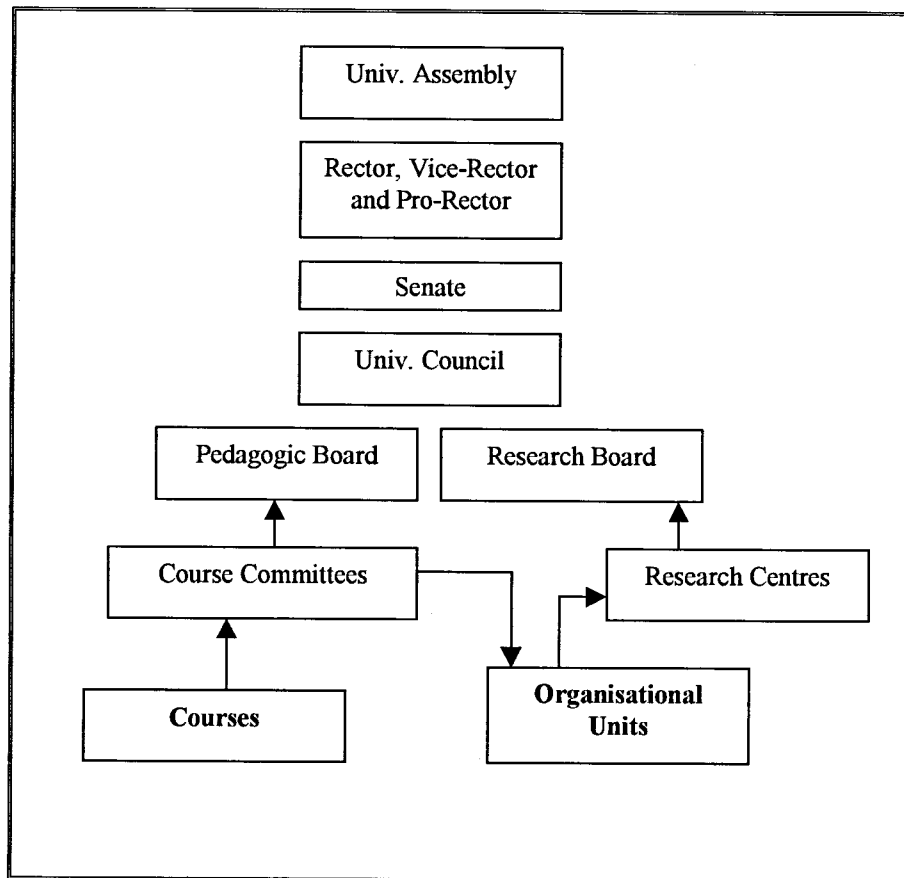 Univ. Assembly
Rector, Vice-Rector
and Pro-Rector
Senate
Univ. Council
Pedagogic Board
Research Board
Course Committees
Research Centres
Courses
Organisational
Units